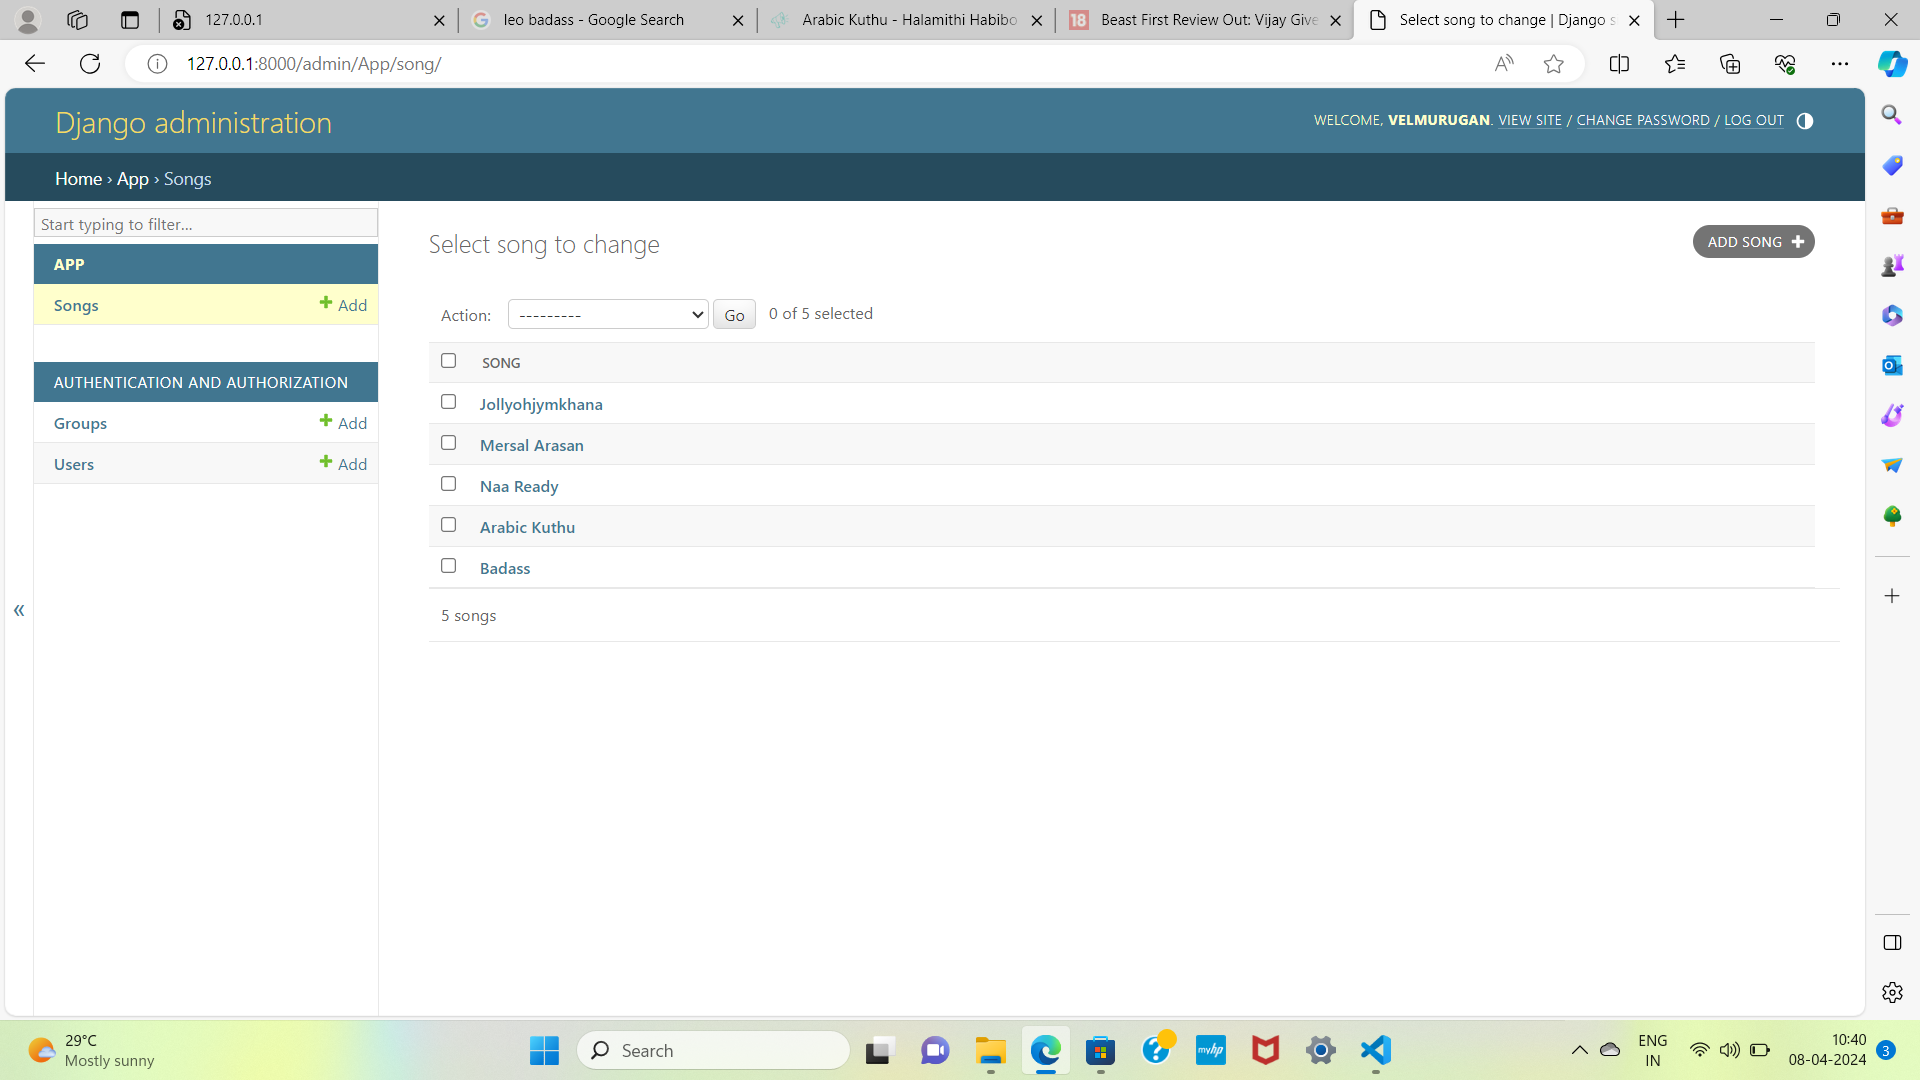 127.0.0.1
leo badass - Google Search
Arabic Kuthu - Halamithi Habibo
Beast First Review Out: Vijay Give
Select song to change | Django s
127.0.0.1:8000/admin/App/song/
Django administration
WELCOME, VELMURUGAN. VIEW SITE / CHANGE PASSWORD / LOG OUT
Home › App › Songs
Start typing to filter...
APP
Songs
Add
AUTHENTICATION AND AUTHORIZATION
Groups
Add
Users
Add
«
Select song to change
ADD SONG
Action:
---------
Go
0 of 5 selected
SONG
Jollyohjymkhana
Mersal Arasan
Naa Ready
Arabic Kuthu
Badass
5 songs
29°C
Mostly sunny
Search
myhp
ENG
IN
10:40
08-04-2024
3